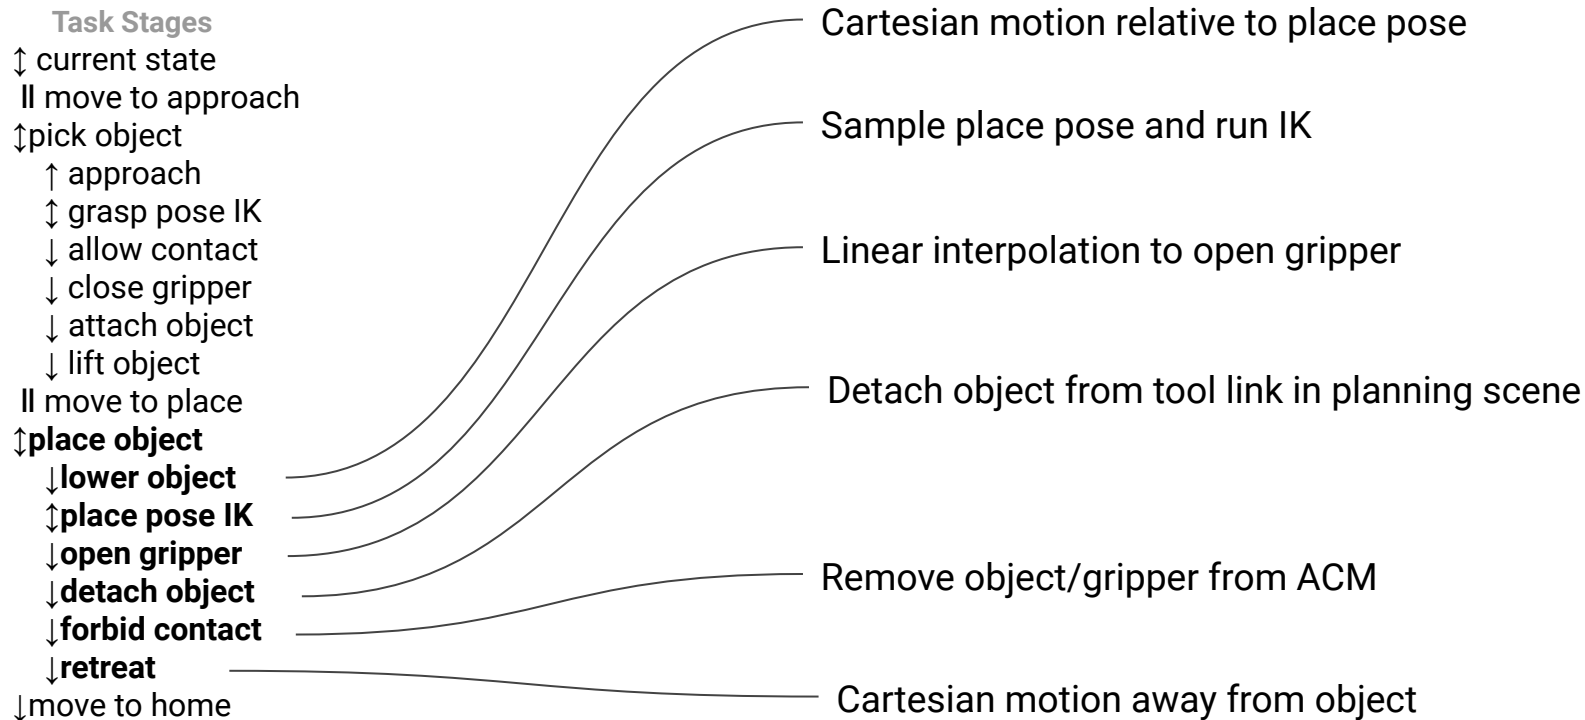 Task Stages
↕ current state
|| move to approach
↕pick object
↑ approach
↕ grasp pose IK
↓ allow contact
↓ close gripper
↓ attach object
↓ lift object
|| move to place
↕place object
↓lower object
↕place pose IK
↓open gripper
↓detach object
↓forbid contact
↓retreat
↓move to home
Cartesian motion relative to place pose
Sample place pose and run IK
Linear interpolation to open gripper
Detach object from tool link in planning scene
Remove object/gripper from ACM
Cartesian motion away from object